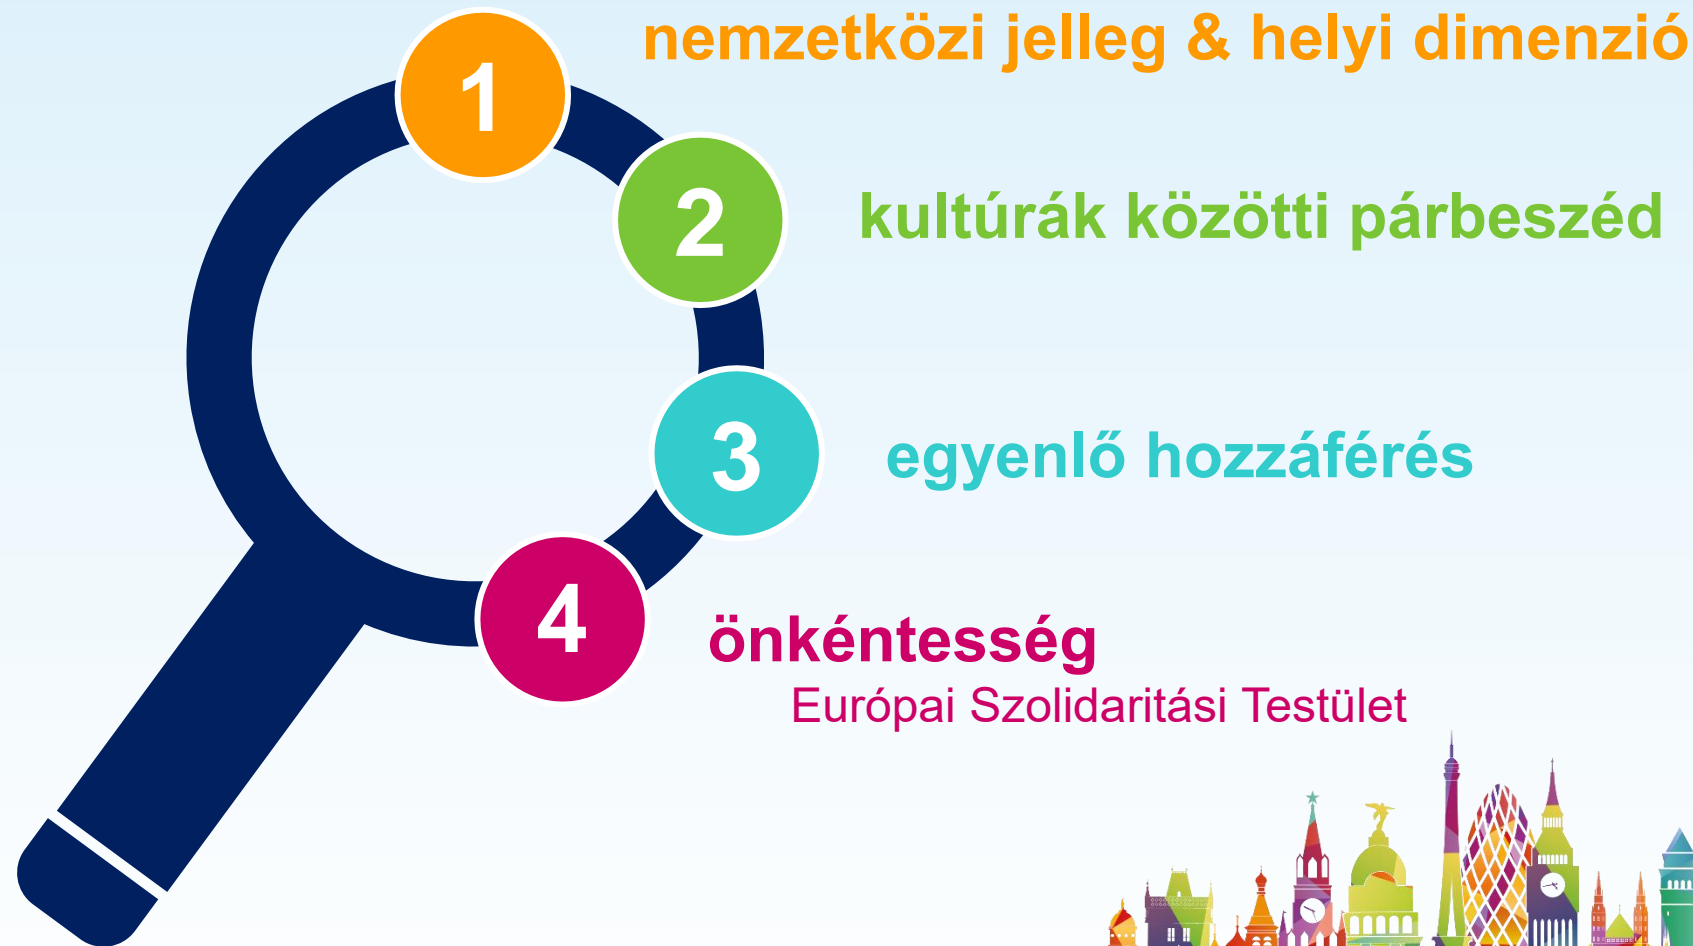 1
nemzetközi jelleg & helyi dimenzió
2
kultúrák közötti párbeszéd
3
egyenlő hozzáférés
4
önkéntesség
Európai Szolidaritási Testület